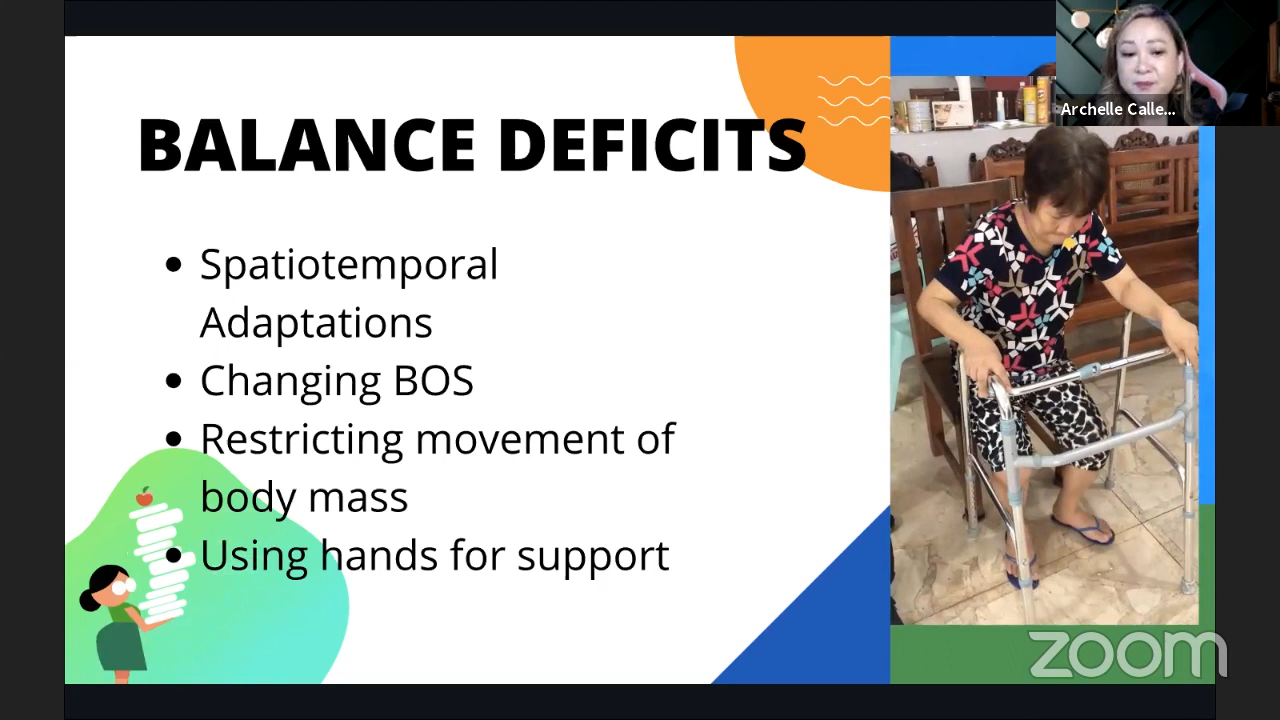 BALANCE DEFICITS
• Spatiotemporal
Adaptations
• Changing BOS
• Restricting movement of
body mass
• Using hands for support
Archelle Calle...
zoom